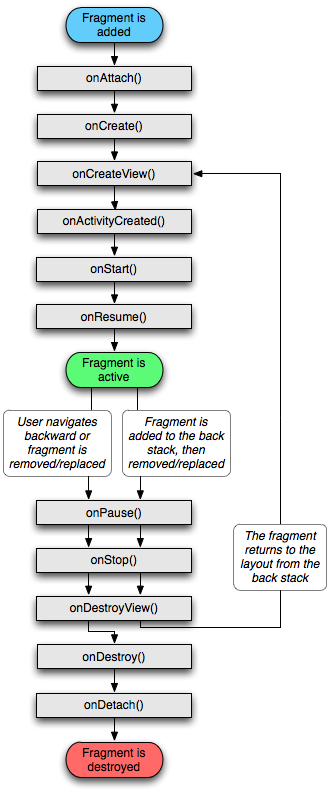 Fragment is
added
onAttach()
onCreate()
onCreateView()
onActivityCreated()
onStart()
onResume()
Fragment is
active
User navigates
backward or
fragment is
removed/replaced
Fragment is
added to the back
stack, then
removed/replaced
onPause()
onStop()
The fragment
returns to the
layout from the
back stack
onDestroyView()
onDestroy()
onDetach()
Fragment is
destroyed